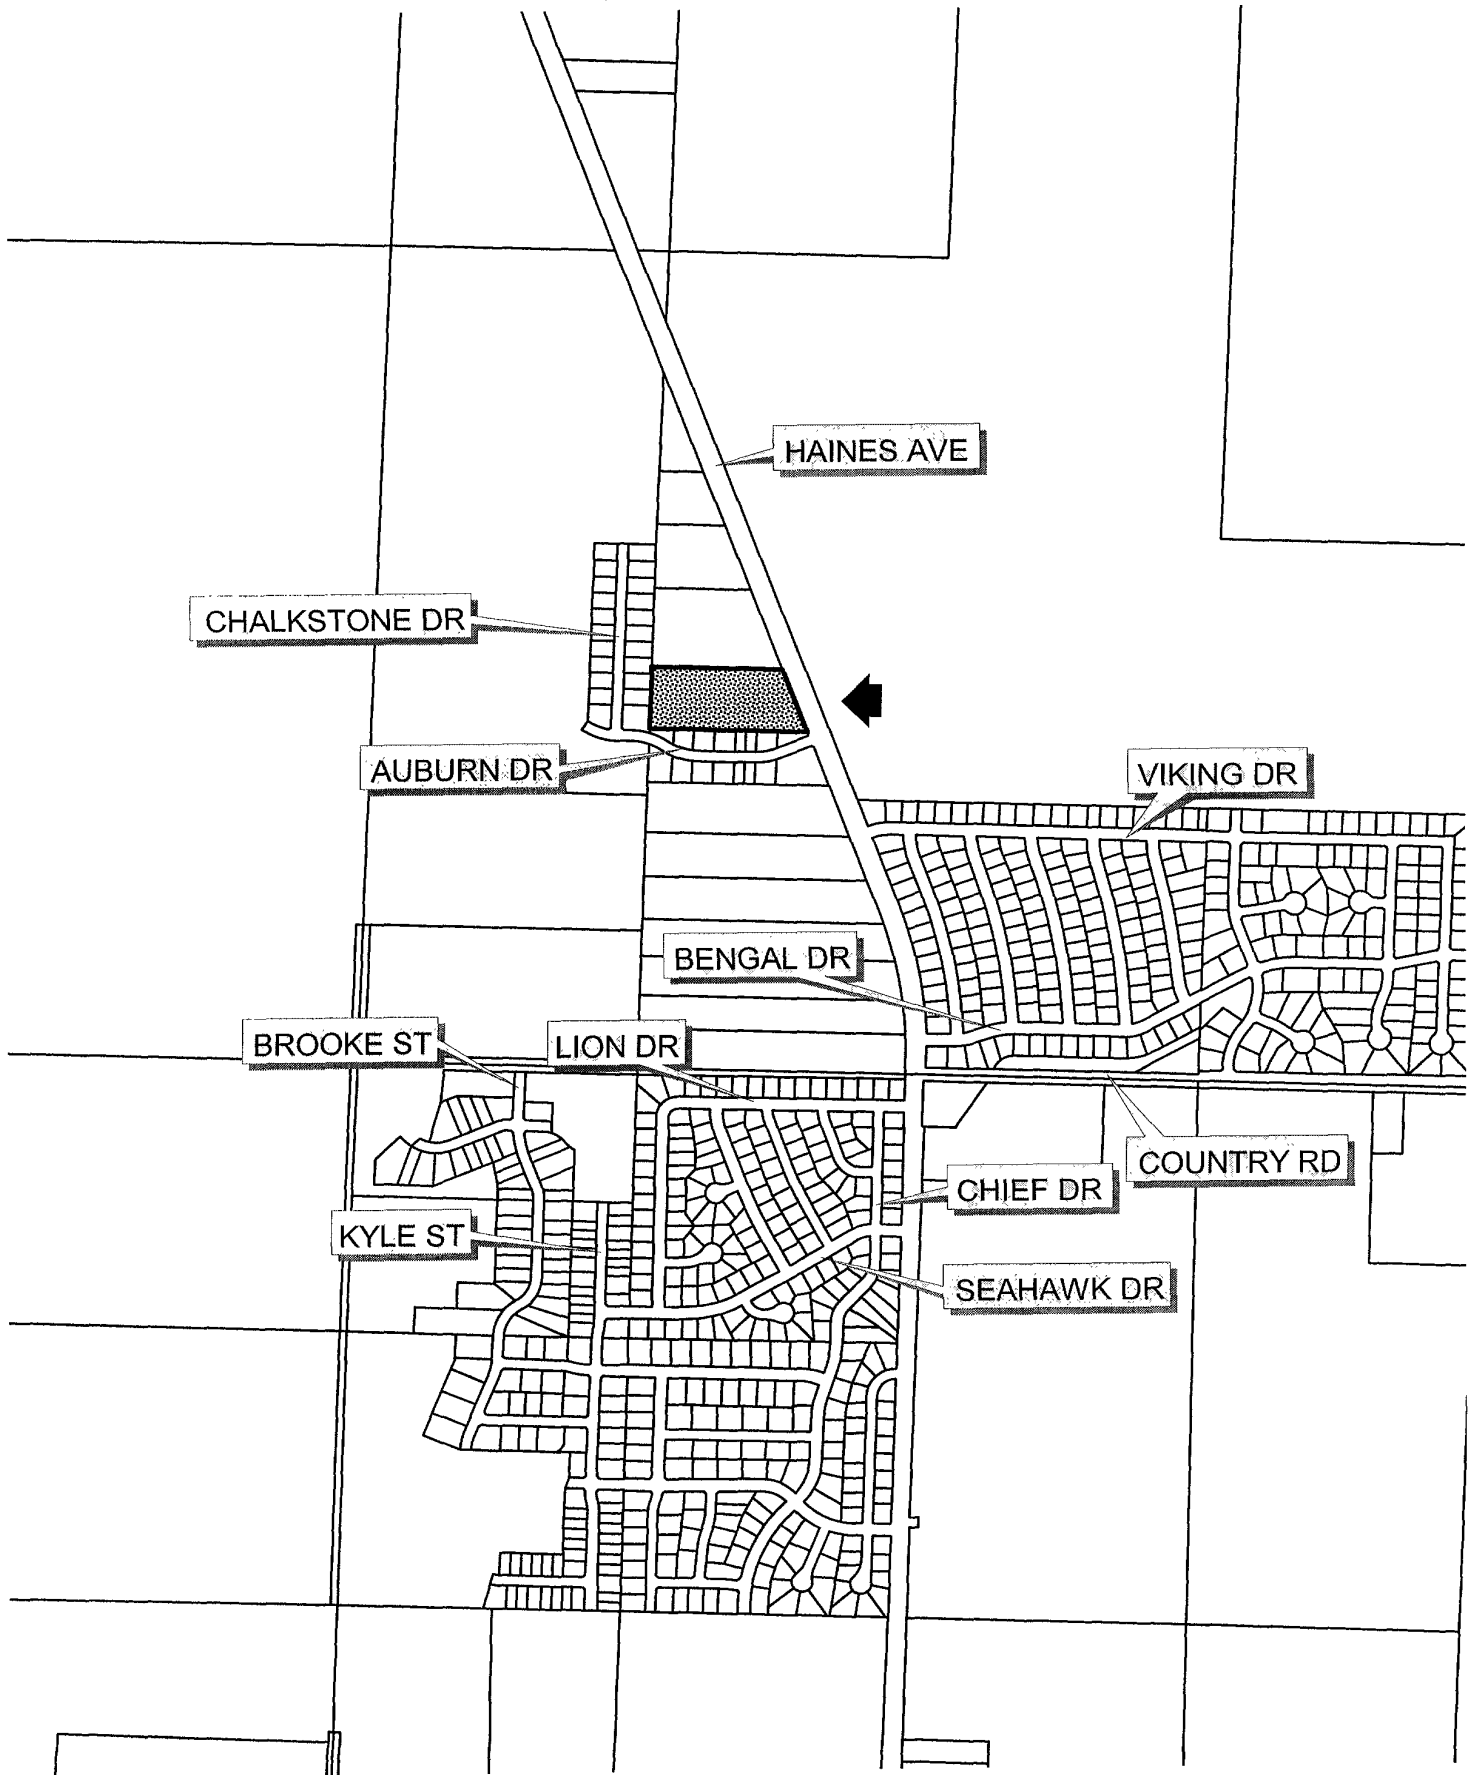 HAINES AVE
CHALKSTONE DR
AUBURN DR
VIKING DR
BENGAL DR
BROOKE ST
LION DR
COUNTRY RD
CHIEF DR
KYLE ST
SEAHAWK DR